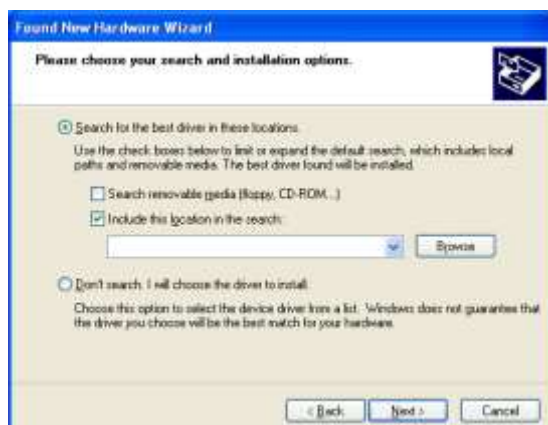 Found New Hardware Wizard
Please choose your search and installation options.
Search for the best driver in these locations.
Use the check boxes below to limit or expand the default search, which includes local
paths and removable media. The best driver found will be installed.
Search removable media (floppy, CD-ROM...)
Include this location in the search:
Browse
Don't search. I will choose the driver to install.
Choose this option to select the device driver from a list. Windows does not guarantee that
the driver you choose will be the best match for your hardware.
< Back
Next >
Cancel